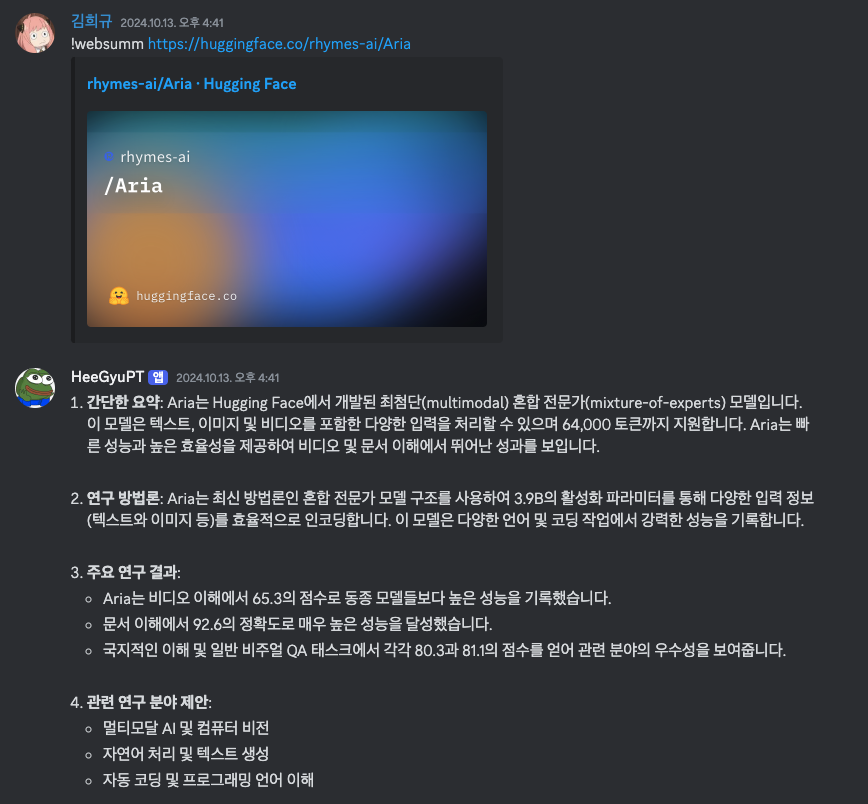 김희규 2024.10.13. 오후 4:41
!websumm https://huggingface.co/rhymes-ai/Aria
rhymes-ai/Aria · Hugging Face
rhymes-ai
/Aria
huggingface.co
HeeGyuPT 앱 2024.10.13. 오후 4:41
1. 간단한 요약: Aria는 Hugging Face에서 개발된 최첨단(multimodal) 혼합 전문가(mixture-of-experts) 모델입니다.
이 모델은 텍스트, 이미지 및 비디오를 포함한 다양한 입력을 처리할 수 있으며 64,000 토큰까지 지원합니다. Aria는 빠
른 성능과 높은 효율성을 제공하여 비디오 및 문서 이해에서 뛰어난 성과를 보입니다.
2. 연구 방법론: Aria는 최신 방법론인 혼합 전문가 모델 구조를 사용하여 3.9B의 활성화 파라미터를 통해 다양한 입력 정보
(텍스트와 이미지 등)를 효율적으로 인코딩합니다. 이 모델은 다양한 언어 및 코딩 작업에서 강력한 성능을 기록합니다.
3. 주요 연구 결과:
◦ Aria는 비디오 이해에서 65.3의 점수로 동종 모델들보다 높은 성능을 기록했습니다.
◦ 문서 이해에서 92.6의 정확도로 매우 높은 성능을 달성했습니다.
◦ 국지적인 이해 및 일반 비주얼 QA 태스크에서 각각 80.3과 81.1의 점수를 얻어 관련 분야의 우수성을 보여줍니다.
4. 관련 연구 분야 제안:
◦ 멀티모달 AI 및 컴퓨터 비전
◦ 자연어 처리 및 텍스트 생성
◦ 자동 코딩 및 프로그래밍 언어 이해